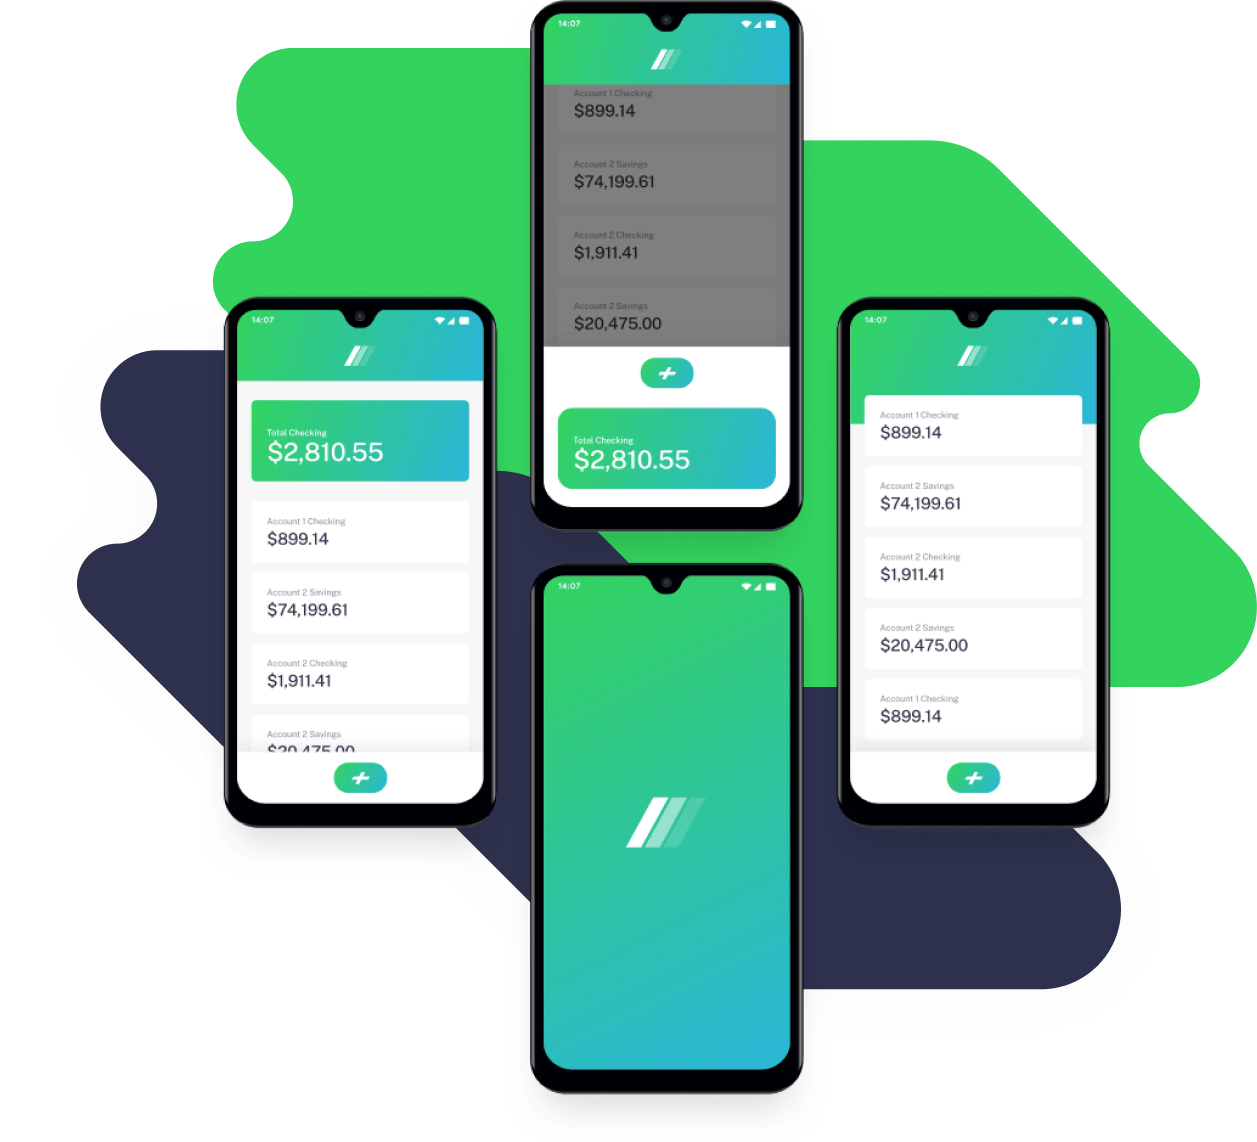 14:07
Account 1 Checking
$899.14
Account 2 Savings
$74,199.61
Account 2 Checking
$1,911.41
Account 2 Savings
$20,475.00
Total Checking
$2,810.55
14:07
Total Checking
$2,810.55
Account 1 Checking
$899.14
Account 2 Savings
$74,199.61
Account 2 Checking
$1,911.41
Account 2 Savings
$20,475.00
14:07
Account 1 Checking
$899.14
Account 2 Savings
$74,199.61
Account 2 Checking
$1,911.41
Account 2 Savings
$20,475.00
Account 1 Checking
$899.14
14:07